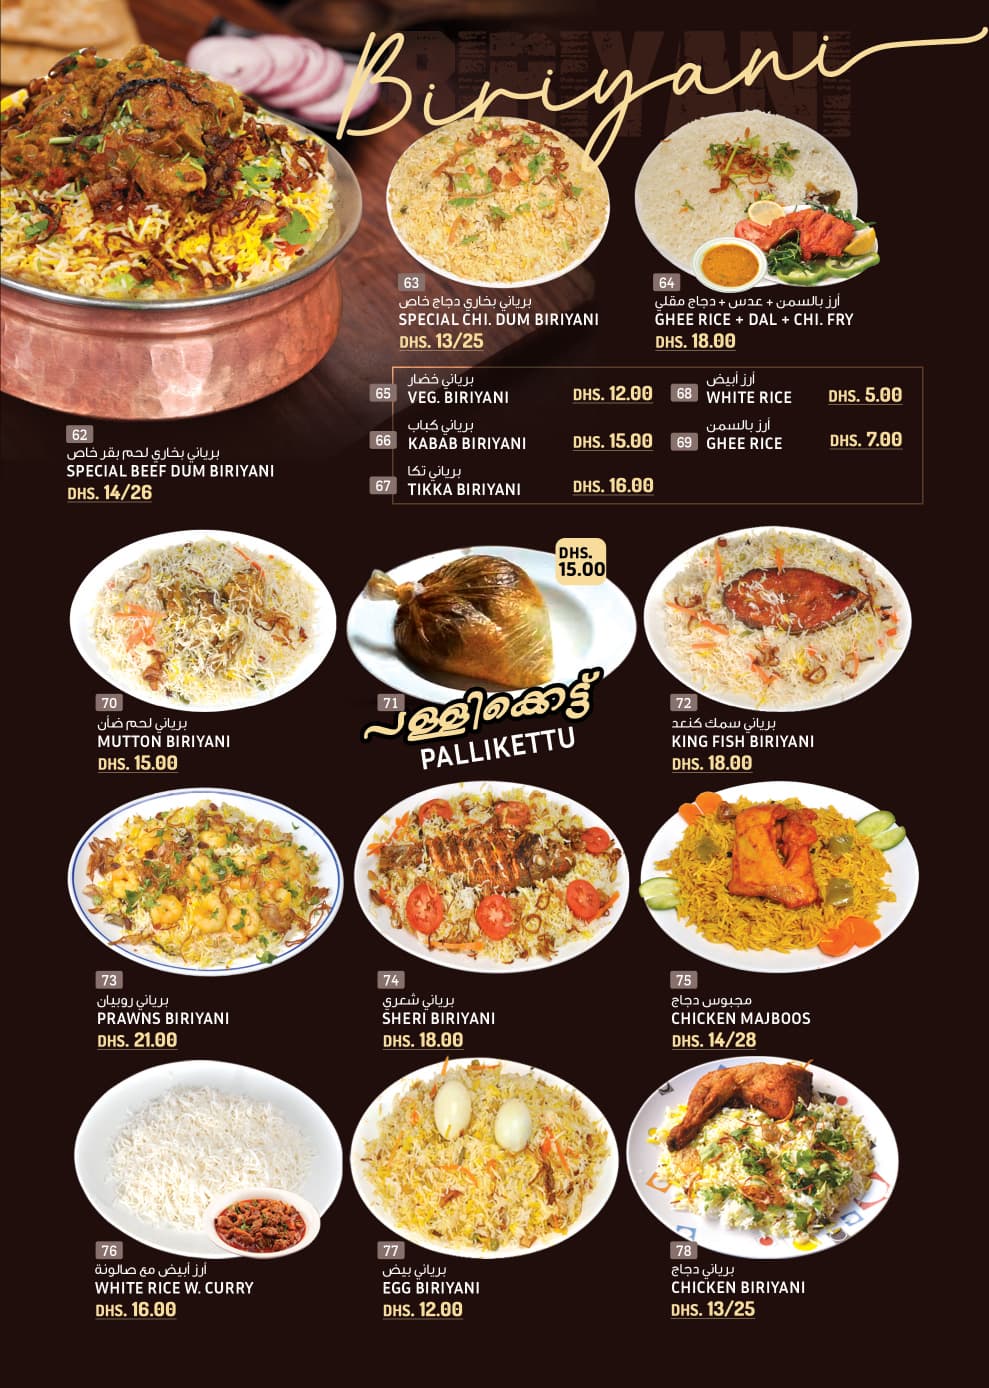 Biriyani
BIRIYANI
63
برياني بخاري دجاج خاص
SPECIAL CHI. DUM BIRIYANI
DHS. 13/25
64
أرز بالسمن + عدس + دجاج مقلي
GHEE RICE + DAL + CHI. FRY
DHS. 18.00
62
برياني بخاري لحم بقر خاص
SPECIAL BEEF DUM BIRIYANI
DHS. 14/26
65
برياني خضار
VEG. BIRIYANI
DHS. 12.00
66
برياني كباب
KABAB BIRIYANI
DHS. 15.00
67
برياني تكا
TIKKA BIRIYANI
DHS. 16.00
68
أرز أبيض
WHITE RICE
DHS. 5.00
69
أرز بالسمن
GHEE RICE
DHS. 7.00
70
برياني لحم ضأن
MUTTON BIRIYANI
DHS. 15.00
DHS.
15.00
71
പള്ളിക്കെട്ട്
PALLIKETTU
72
برياني سمك كنعد
KING FISH BIRIYANI
DHS. 18.00
73
برياني روبيان
PRAWNS BIRIYANI
DHS. 21.00
74
برياني شعري
SHERI BIRIYANI
DHS. 18.00
75
مجبوس دجاج
CHICKEN MAJBOOS
DHS. 14/28
76
أرز أبيض مع صالونة
WHITE RICE W. CURRY
DHS. 16.00
77
برياني بيض
EGG BIRIYANI
DHS. 12.00
78
برياني دجاج
CHICKEN BIRIYANI
DHS. 13/25